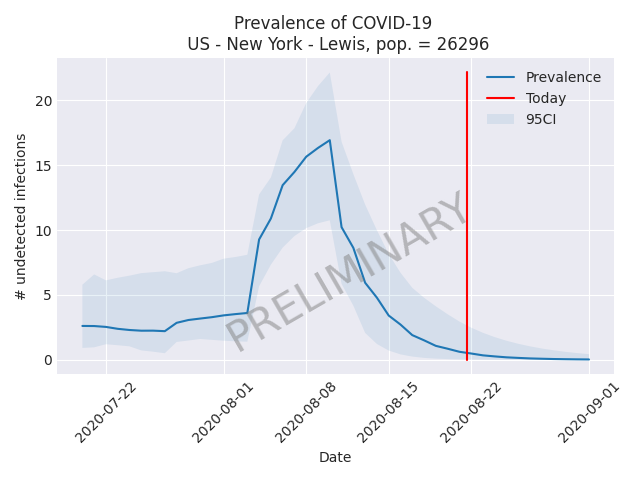 Prevalence of COVID-19
US - New York - Lewis, pop. = 26296
Prevalence
Today
95CI
PRELIMINARY
# undetected infections
20
15
10
5
0
2020-07-22
2020-08-01
2020-08-08
2020-08-15
2020-08-22
2020-09-01
Date